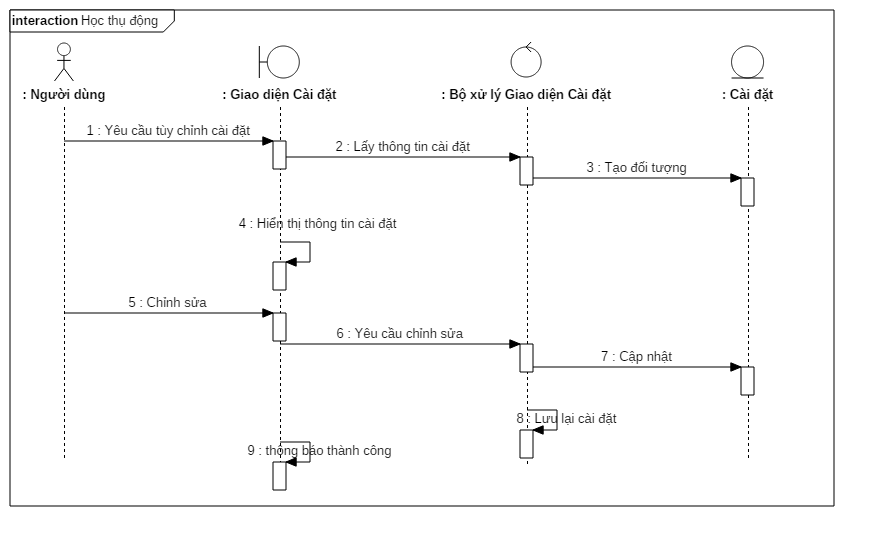 interaction Học thụ động
: Người dùng
: Giao diện Cài đặt
: Bộ xử lý Giao diện Cài đặt
: Cài đặt
1 : Yêu cầu tùy chỉnh cài đặt
2 : Lấy thông tin cài đặt
3 : Tạo đối tượng
4 : Hiển thị thông tin cài đặt
5 : Chỉnh sửa
6 : Yêu cầu chỉnh sửa
7 : Cập nhật
8 : Lưu lại cài đặt
9 : thông báo thành công